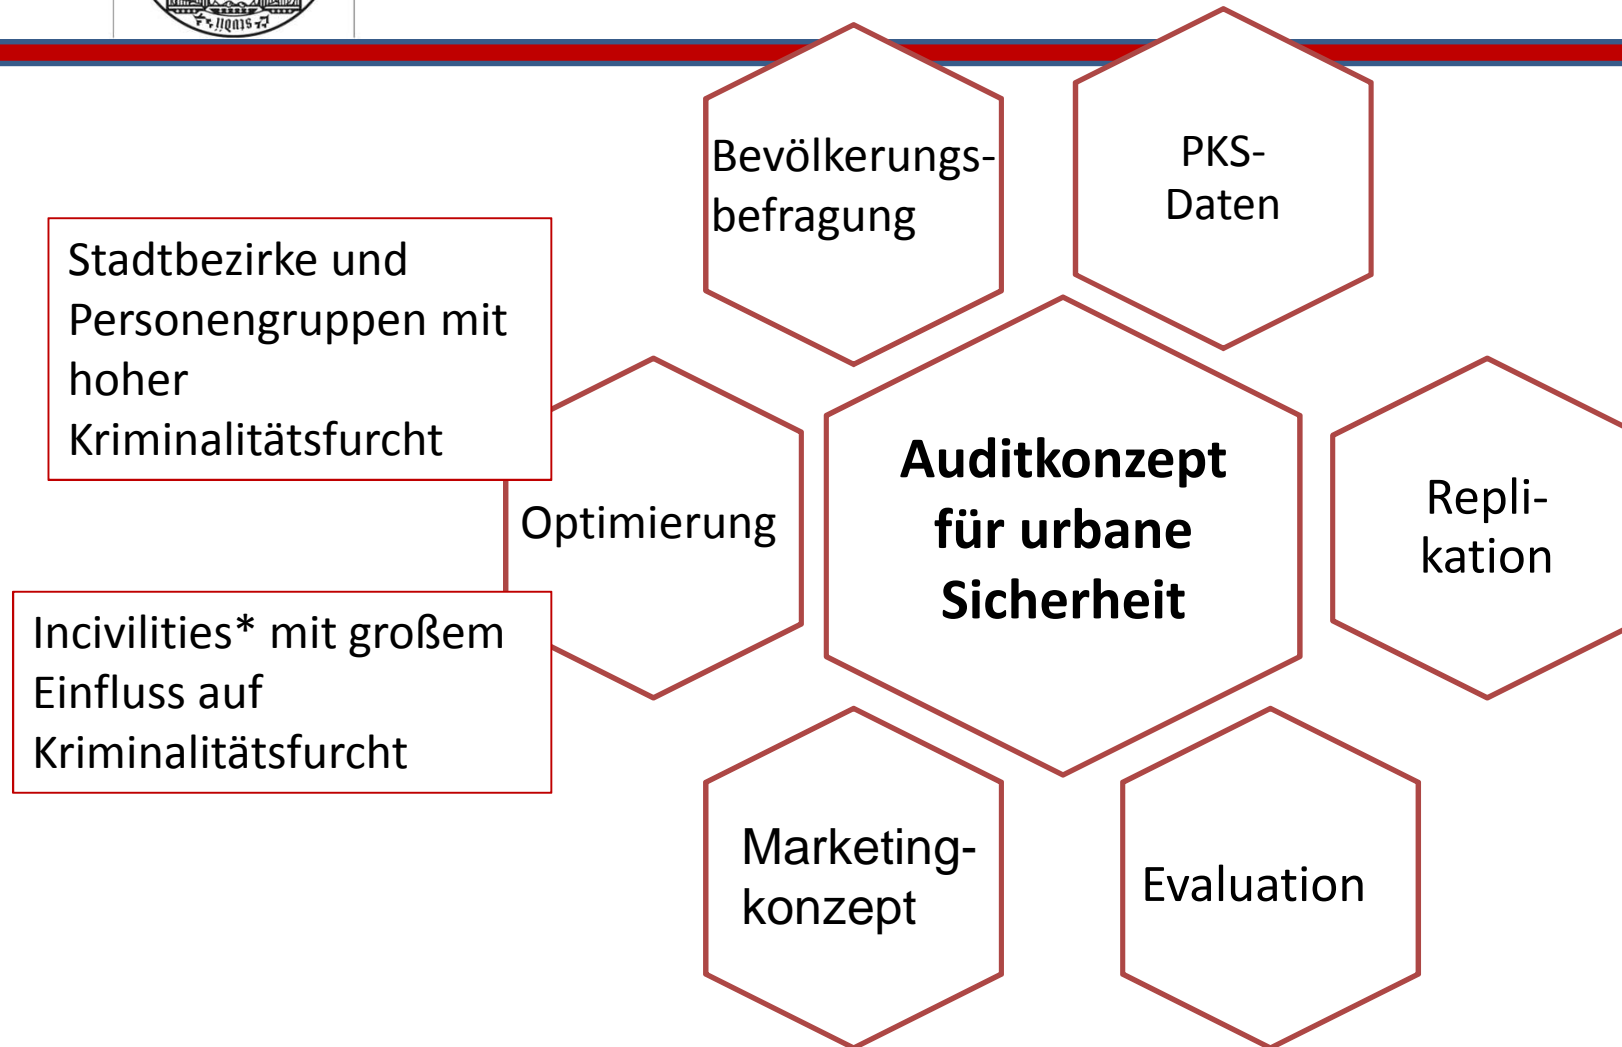 Bevölkerungs-
befragung
PKS-
Daten
Stadtbezirke und
Personengruppen mit
hoher
Kriminalitätsfurcht
Optimierung
Auditkonzept
für urbane
Sicherheit
Repli-
kation
Incivilities* mit großem
Einfluss auf
Kriminalitätsfurcht
Marketing-
konzept
Evaluation